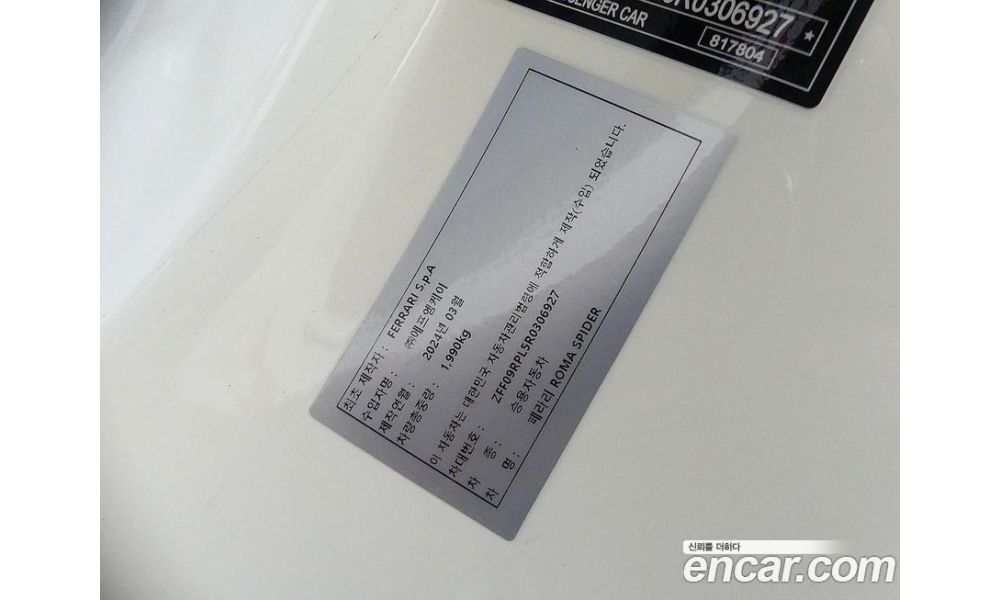 R0306927 ★
SENGER CAR
817804
최초 제작자 : FERRARI S.p.A
수입자명 : ㈜에프엠케이
제작연월 : 2024년 03월
차량총중량 : 1,990kg
이 자동차는 대한민국 자동차관리법령에 적합하게 제작(수입) 되었습니다.
차대번호 : ZFF09RPL5R0306927
차 종 : 승용자동차
차 명 : 페라리 ROMA SPIDER
신뢰를 더하다
encar.com